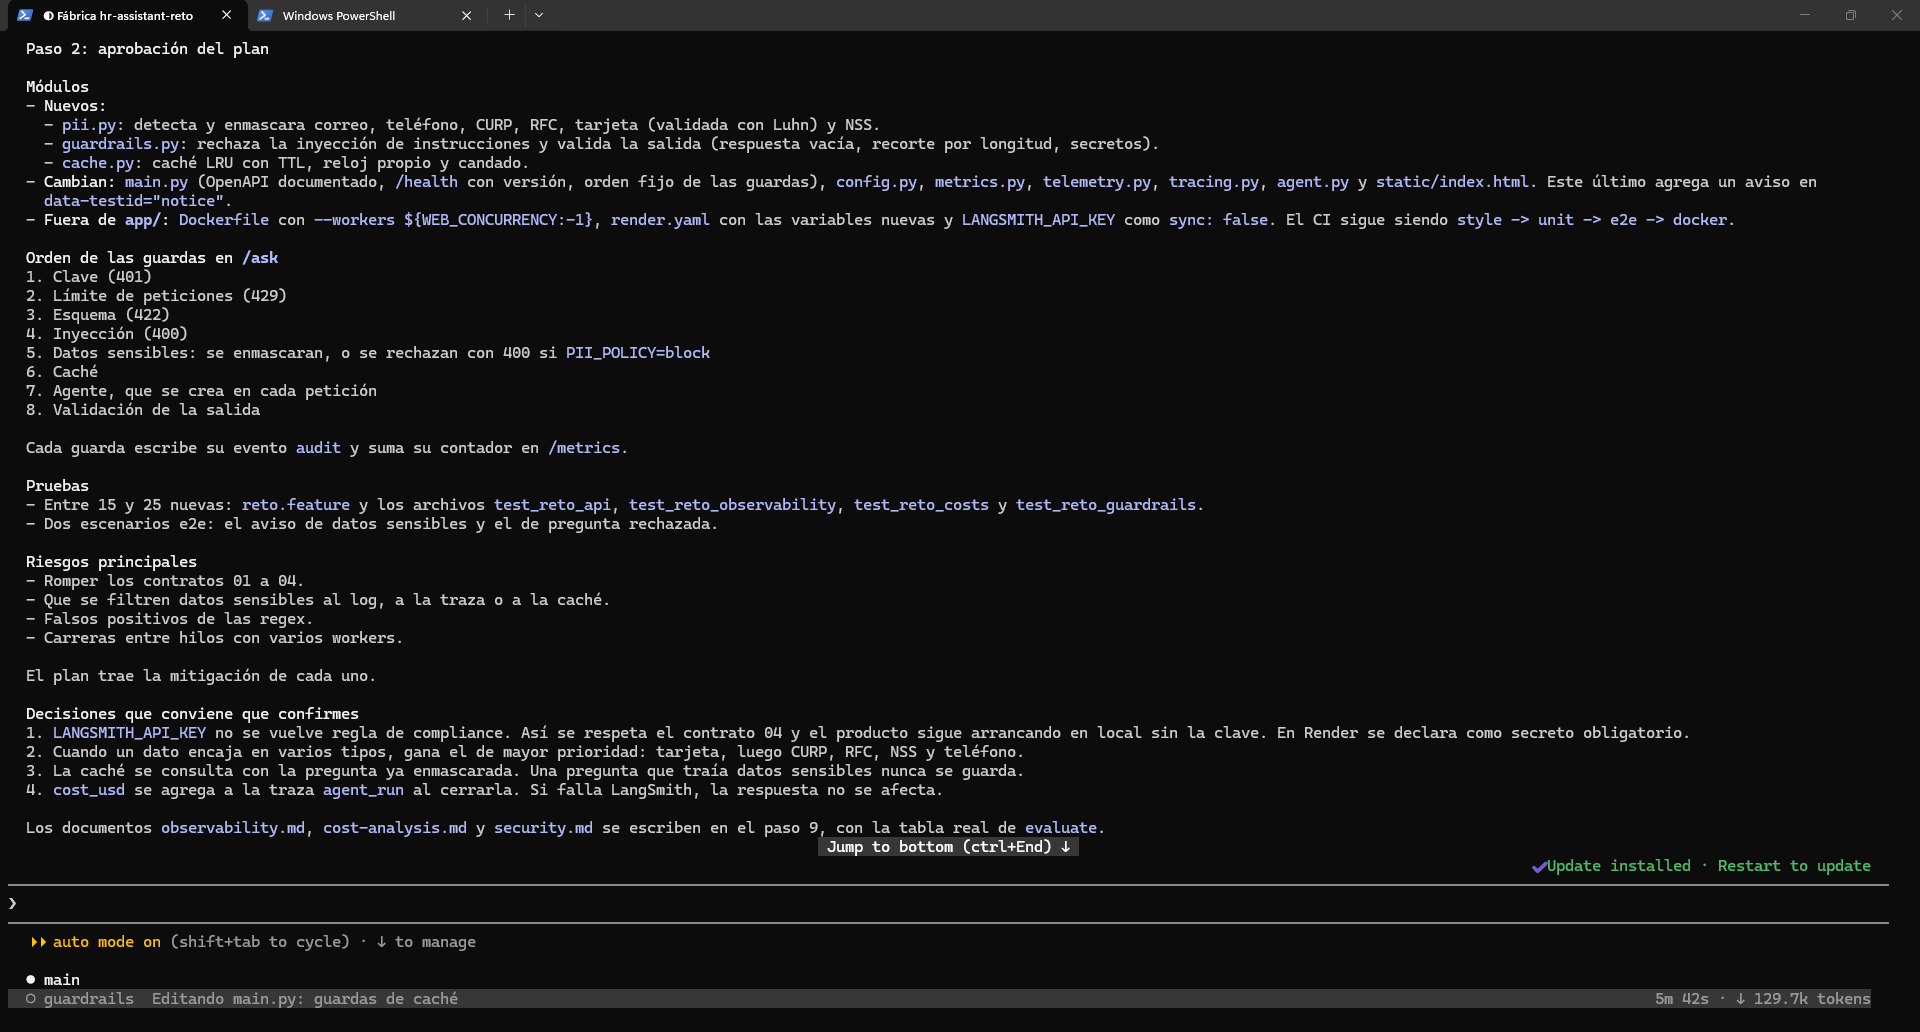 Fábrica hr-assistant-reto
Windows PowerShell
Paso 2: aprobación del plan
Módulos
- Nuevos:
- pii.py: detecta y enmascara correo, teléfono, CURP, RFC, tarjeta (validada con Luhn) y NSS.
- guardrails.py: rechaza la inyección de instrucciones y valida la salida (respuesta vacía, recorte por longitud, secretos).
- cache.py: caché LRU con TTL, reloj propio y candado.
- Cambian: main.py (OpenAPI documentado, /health con versión, orden fijo de las guardas), config.py, metrics.py, telemetry.py, tracing.py, agent.py y static/index.html. Este último agrega un aviso en
data-testid="notice".
- Fuera de app/: Dockerfile con --workers ${WEB_CONCURRENCY:-1}, render.yaml con las variables nuevas y LANGSMITH_API_KEY como sync: false. El CI sigue siendo style -> unit -> e2e -> docker.
Orden de las guardas en /ask
1. Clave (401)
2. Límite de peticiones (429)
3. Esquema (422)
4. Inyección (400)
5. Datos sensibles: se enmascaran, o se rechazan con 400 si PII_POLICY=block
6. Caché
7. Agente, que se crea en cada petición
8. Validación de la salida
Cada guarda escribe su evento audit y suma su contador en /metrics.
Pruebas
- Entre 15 y 25 nuevas: reto.feature y los archivos test_reto_api, test_reto_observability, test_reto_costs y test_reto_guardrails.
- Dos escenarios e2e: el aviso de datos sensibles y el de pregunta rechazada.
Riesgos principales
- Romper los contratos 01 a 04.
- Que se filtren datos sensibles al log, a la traza o a la caché.
- Falsos positivos de las regex.
- Carreras entre hilos con varios workers.
El plan trae la mitigación de cada uno.
Decisiones que conviene que confirmes
1. LANGSMITH_API_KEY no se vuelve regla de compliance. Así se respeta el contrato 04 y el producto sigue arrancando en local sin la clave. En Render se declara como secreto obligatorio.
2. Cuando un dato encaja en varios tipos, gana el de mayor prioridad: tarjeta, luego CURP, RFC, NSS y teléfono.
3. La caché se consulta con la pregunta ya enmascarada. Una pregunta que traía datos sensibles nunca se guarda.
4. cost_usd se agrega a la traza agent_run al cerrarla. Si falla LangSmith, la respuesta no se afecta.
Los documentos observability.md, cost-analysis.md y security.md se escriben en el paso 9, con la tabla real de evaluate.
Jump to bottom (ctrl+End) ↓
✓Update installed · Restart to update
❯
⏵⏵ auto mode on (shift+tab to cycle) · ↓ to manage
● main
○ guardrails Editando main.py: guardas de caché 5m 42s · ↓ 129.7k tokens